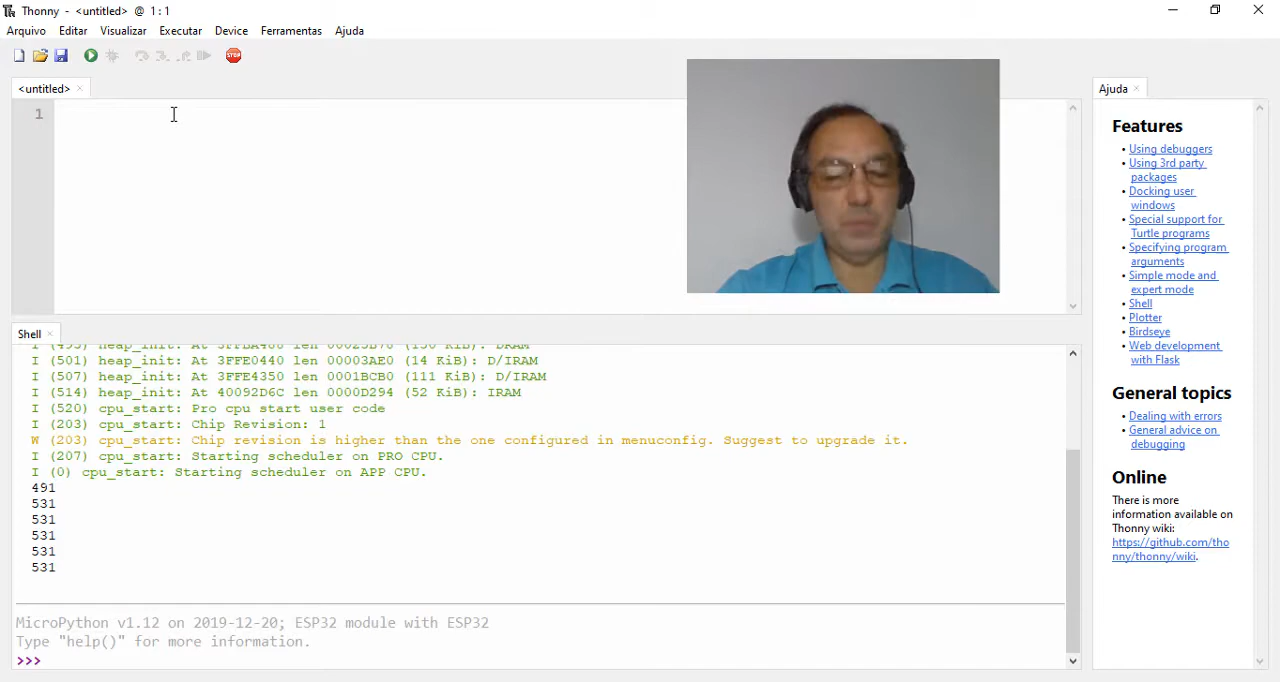 Thonny - <untitled> @ 1:1
Arquivo Editar Visualizar Executar Device Ferramentas Ajuda
STOP
<untitled> ×
1
Ajuda ×
Features
• Using debuggers
• Using 3rd party
packages
• Docking user
windows
• Special support for
Turtle programs
• Specifying program
arguments
• Simple mode and
expert mode
• Shell
• Plotter
• Birdseye
• Web development
with Flask
General topics
• Dealing with errors
• General advice on
debugging
Online
There is more
information available on
Thonny wiki:
https://github.com/tho
nny/thonny/wiki.
Shell ×
I (501) heap_init: At 3FFE0440 len 00003AE0 (14 KiB): D/IRAM
I (507) heap_init: At 3FFE4350 len 0001BCB0 (111 KiB): D/IRAM
I (514) heap_init: At 40092D6C len 0000D294 (52 KiB): IRAM
I (520) cpu_start: Pro cpu start user code
I (203) cpu_start: Chip Revision: 1
W (203) cpu_start: Chip revision is higher than the one configured in menuconfig. Suggest to upgrade it.
I (207) cpu_start: Starting scheduler on PRO CPU.
I (0) cpu_start: Starting scheduler on APP CPU.
491
531
531
531
531
531
MicroPython v1.12 on 2019-12-20; ESP32 module with ESP32
Type "help()" for more information.
>>>